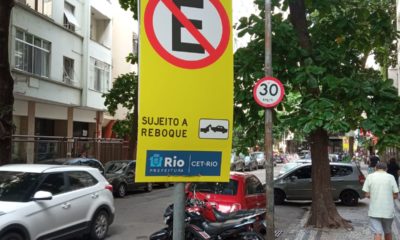 E
30
km/h
SUJEITO A
REBOQUE
Rio
PREFEITURA
CET-RIO